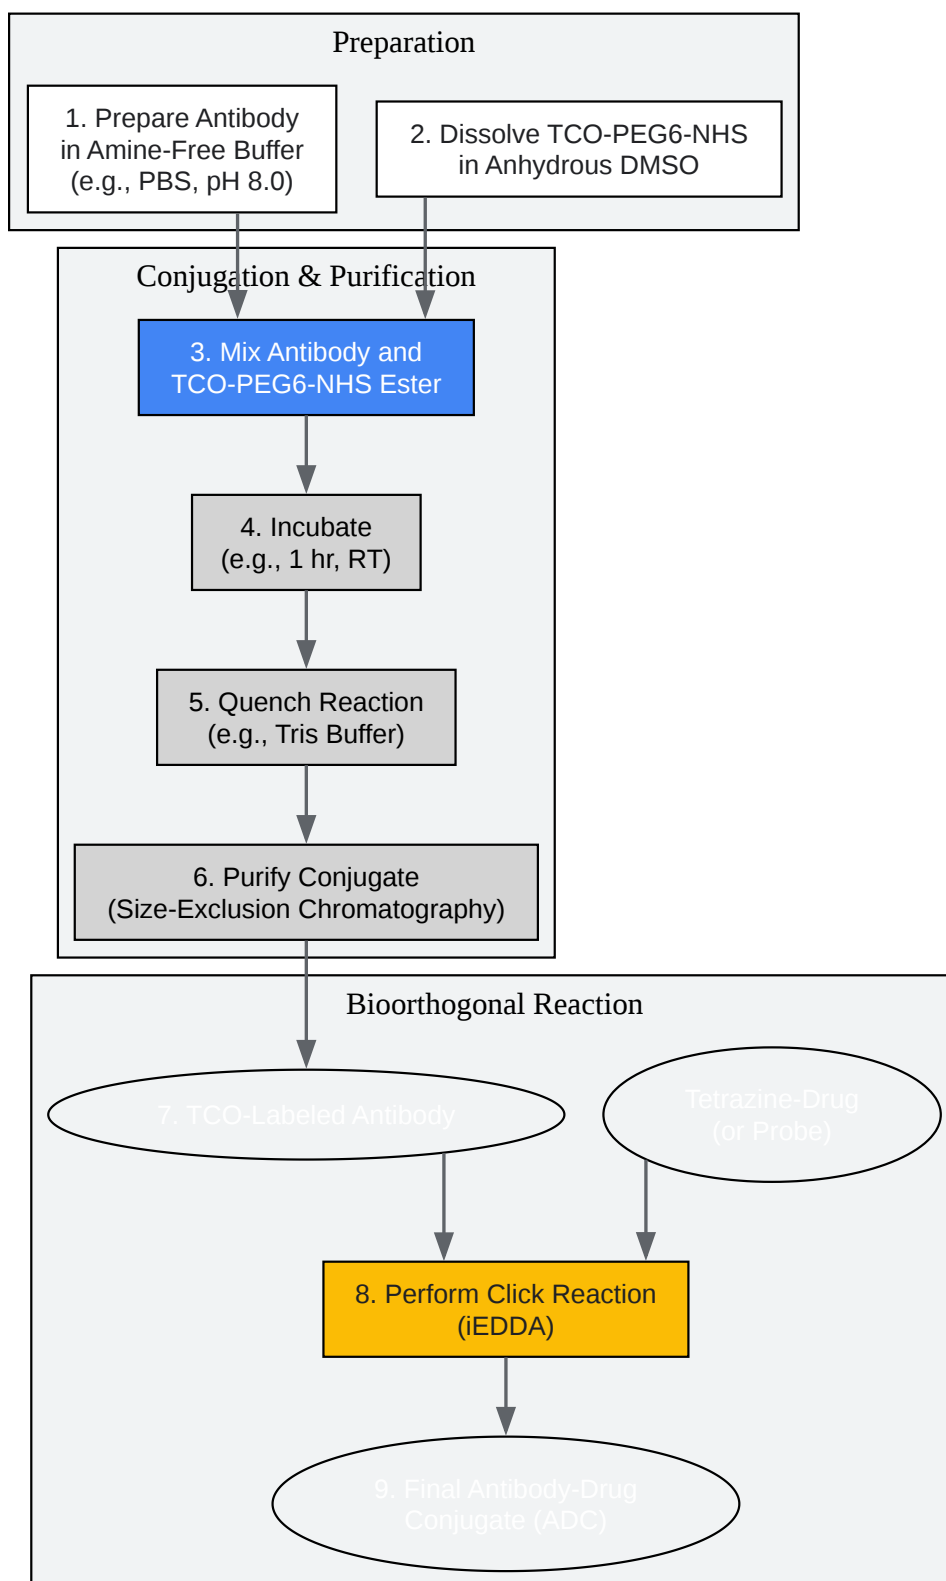 Preparation
1. Prepare Antibody
in Amine-Free Buffer
(e.g., PBS, pH 8.0)
2. Dissolve TCO-PEG6-NHS
in Anhydrous DMSO
Conjugation & Purification
3. Mix Antibody and
TCO-PEG6-NHS Ester
4. Incubate
(e.g., 1 hr, RT)
5. Quench Reaction
(e.g., Tris Buffer)
6. Purify Conjugate
(Size-Exclusion Chromatography)
Bioorthogonal Reaction
7. TCO-Labeled Antibody
Tetrazine-Drug
(or Probe)
8. Perform Click Reaction
(iEDDA)
9. Final Antibody-Drug
Conjugate (ADC)